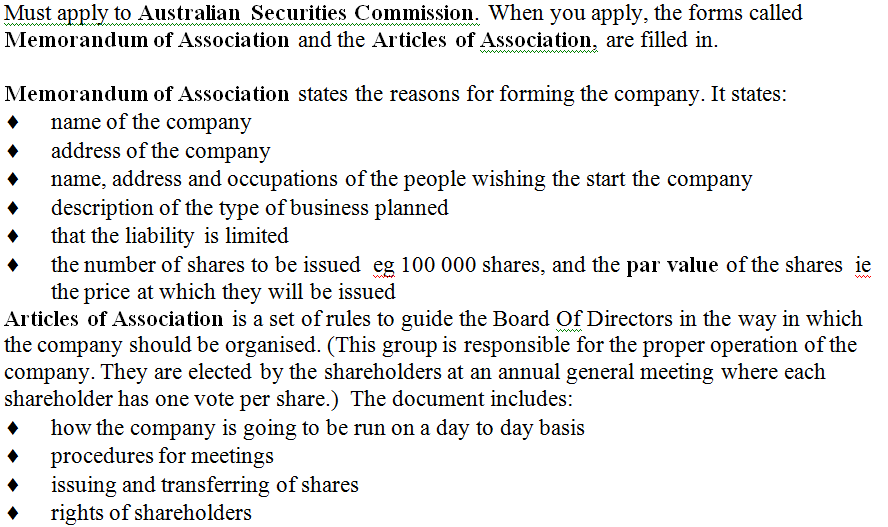 Must apply to Australian Securities Commission. When you apply, the forms called
Memorandum of Association and the Articles of Association, are filled in.
Memorandum of Association states the reasons for forming the company. It states:
♦ name of the company
♦ address of the company
♦ name, address and occupations of the people wishing the start the company
♦ description of the type of business planned
♦ that the liability is limited
♦ the number of shares to be issued eg 100 000 shares, and the par value of the shares ie
the price at which they will be issued
Articles of Association is a set of rules to guide the Board Of Directors in the way in which
the company should be organised. (This group is responsible for the proper operation of the
company. They are elected by the shareholders at an annual general meeting where each
shareholder has one vote per share.) The document includes:
♦ how the company is going to be run on a day to day basis
♦ procedures for meetings
♦ issuing and transferring of shares
♦ rights of shareholders